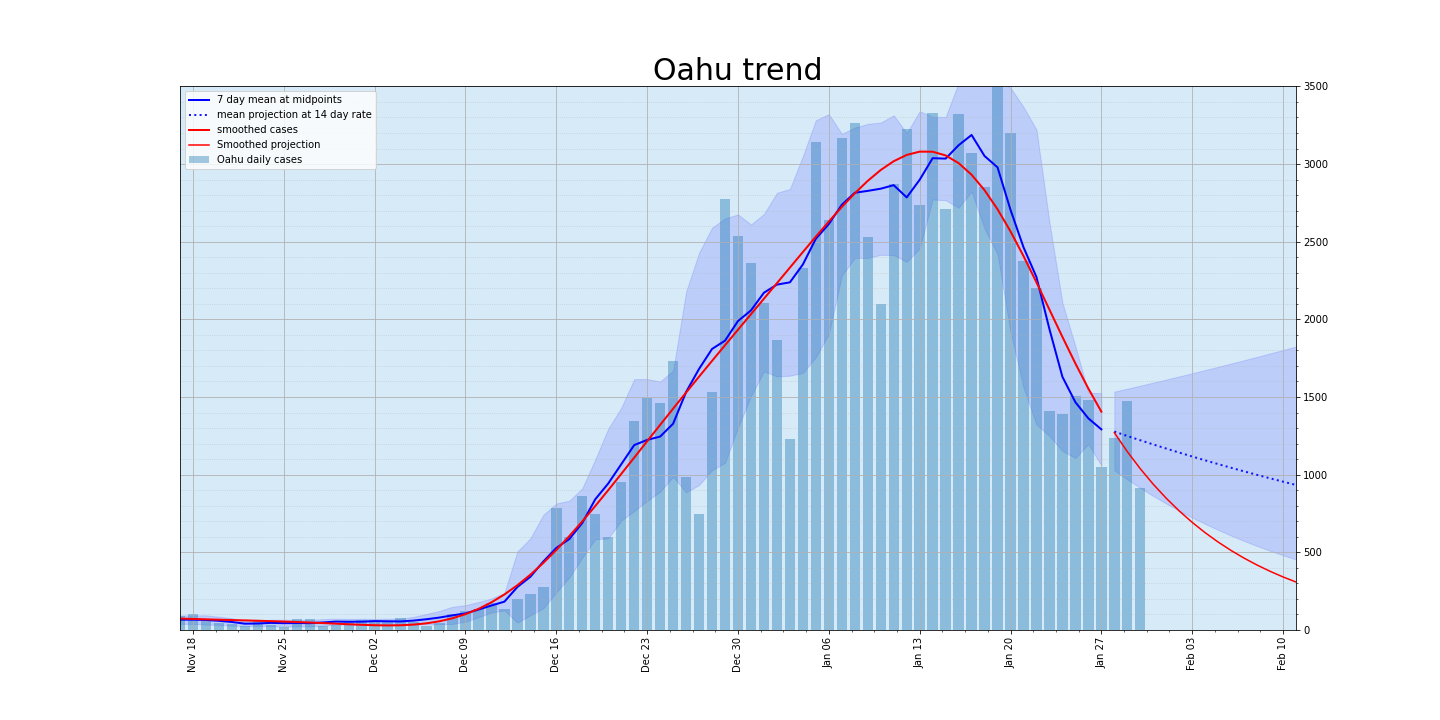 Oahu trend
7 day mean at midpoints
mean projection at 14 day rate
smoothed cases
Smoothed projection
Oahu daily cases
3500
3000
2500
2000
1500
1000
500
0
Nov 18
Nov 25
Dec 02
Dec 09
Dec 16
Dec 23
Dec 30
Jan 06
Jan 13
Jan 20
Jan 27
Feb 03
Feb 10